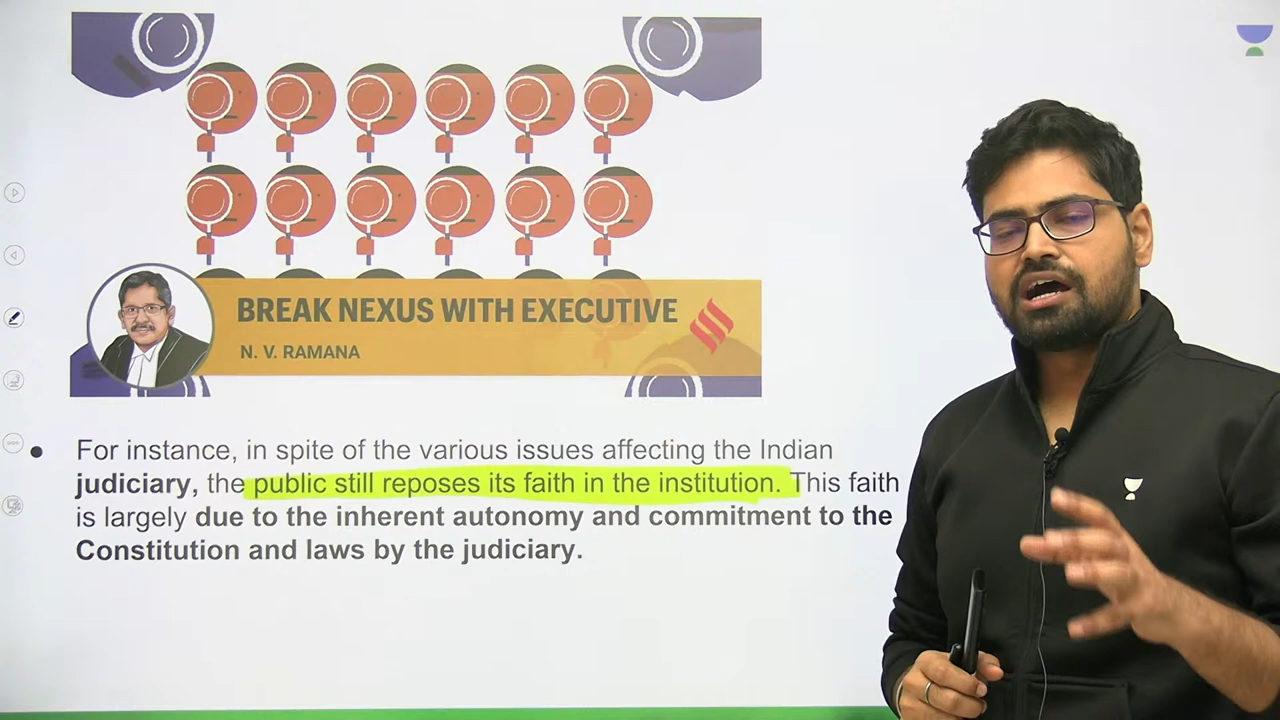 BREAK NEXUS WITH EXECUTIVE
N. V. RAMANA
For instance, in spite of the various issues affecting the Indian
judiciary, the public still reposes its faith in the institution. This faith
is largely due to the inherent autonomy and commitment to the
Constitution and laws by the judiciary.